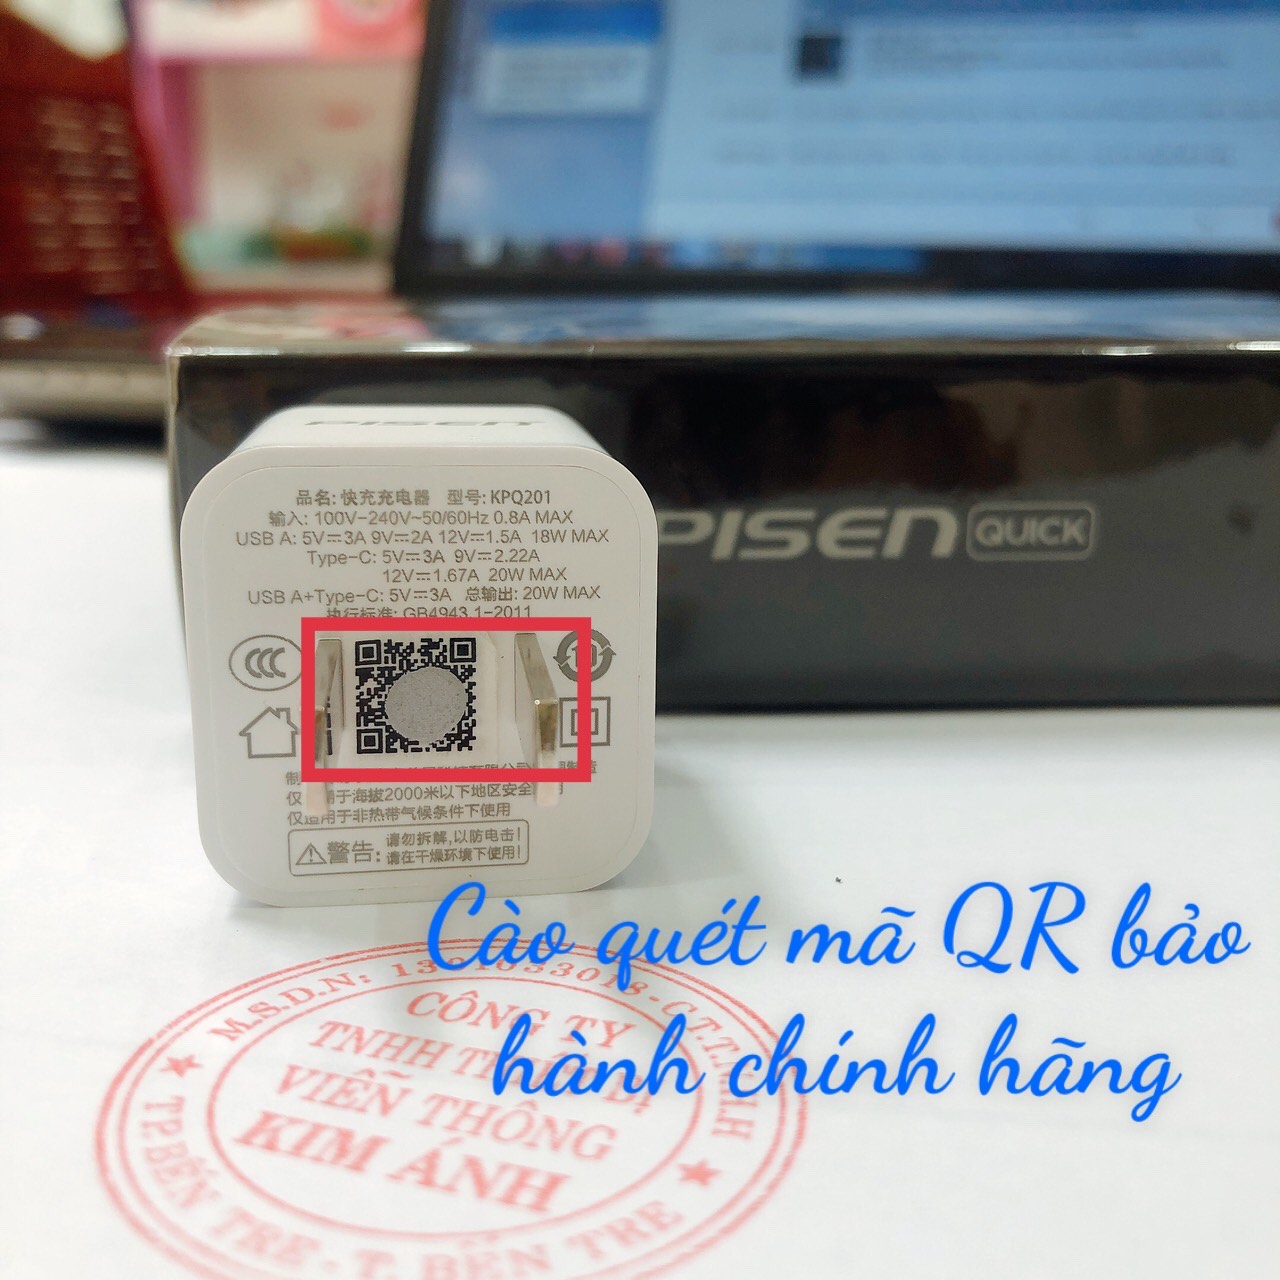 PISEN
品名: 快充充电器 型号: KPQ201
输入: 100V-240V~50/60Hz 0.8A MAX
USB A: 5V⎓3A 9V⎓2A 12V⎓1.5A 18W MAX
Type-C: 5V⎓3A 9V⎓2.22A
12V⎓1.67A 20W MAX
USB A+Type-C: 5V⎓3A 总输出: 20W MAX
执行标准: GB4943.1-2011
PISEN QUICK
CCC
于海拔2000米以下地区安全
仅适用于非热带气候条件下使用
警告: 请勿拆解,以防电击!
请在干燥环境下使用!
Cào quét mã QR bảo
hành chính hãng
M.S.D.N: 018-C.T.T.N.H.H
CÔNG TY
TNHH
VIỄN THÔNG
KIM ÁNH
TP. BẾN TRE - T. BẾN TRE